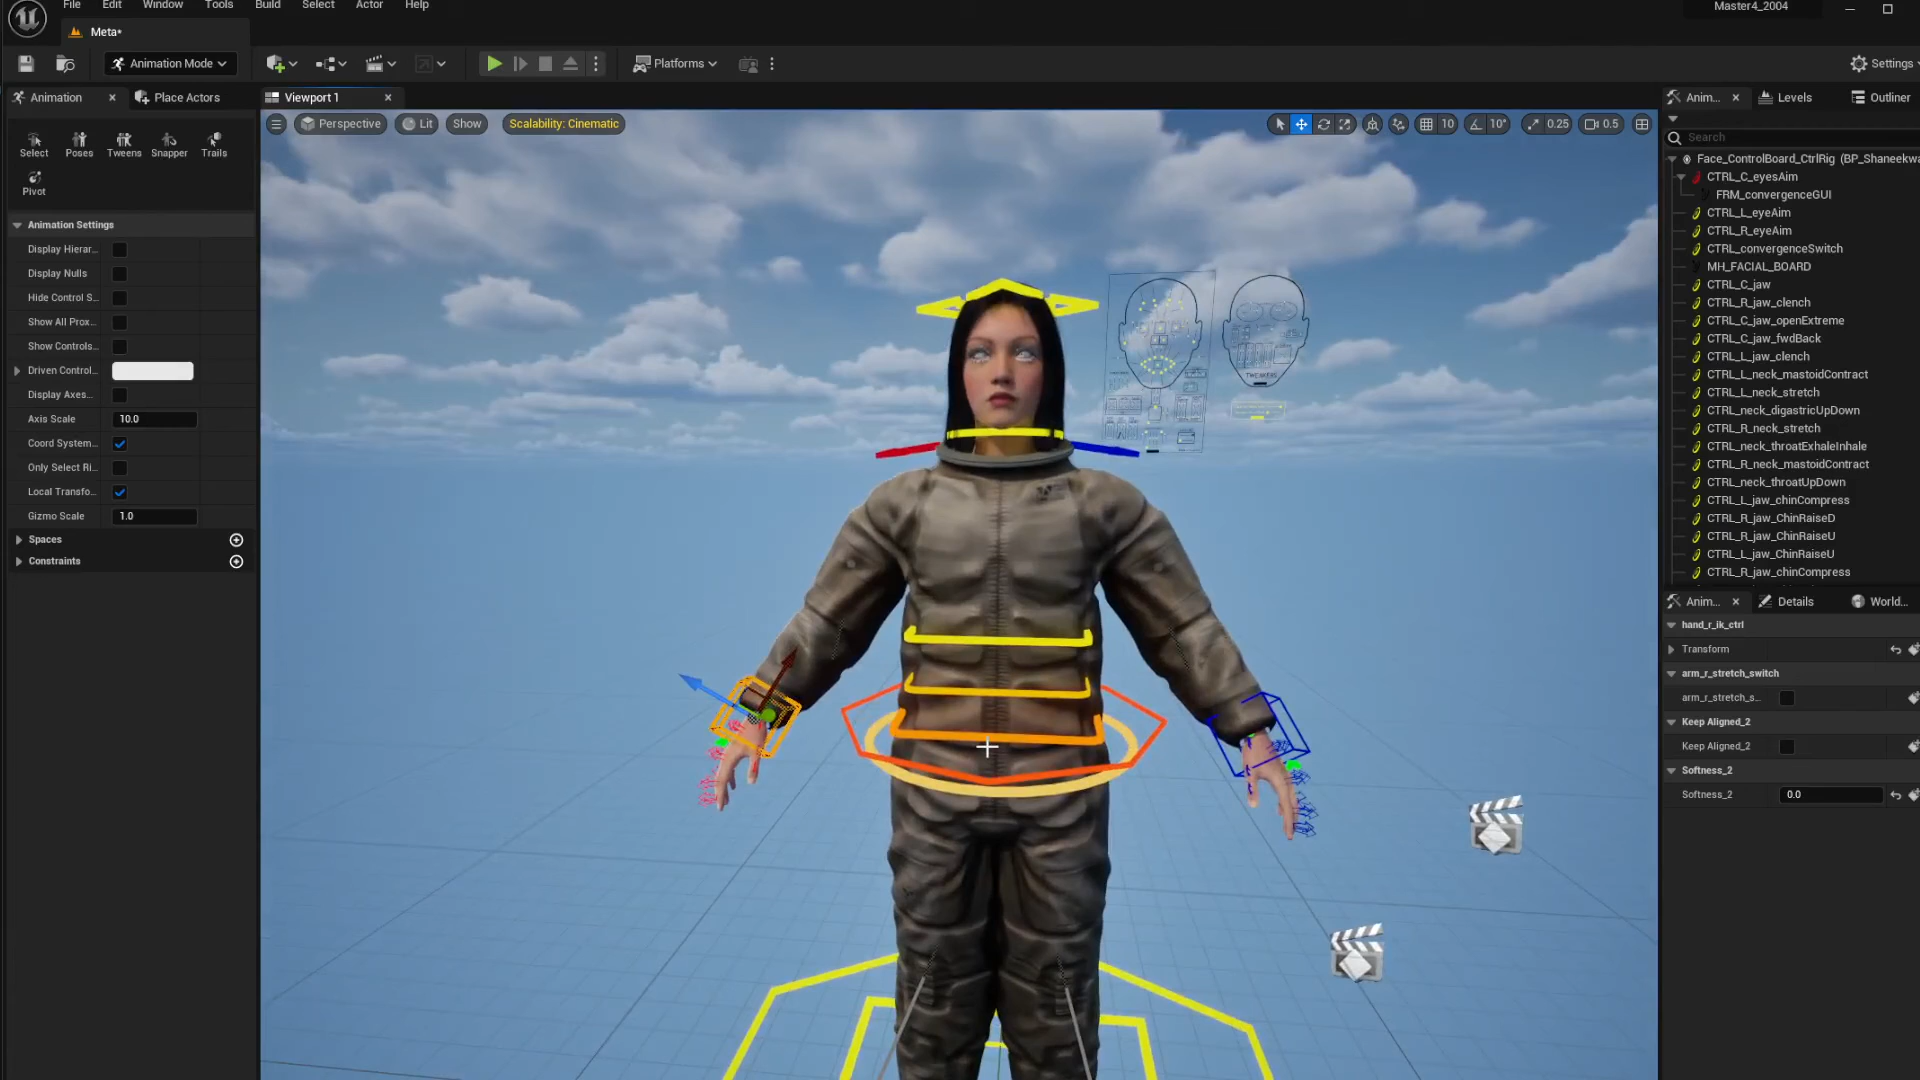 File Edit Window Tools Build Select Actor Help
Master4_2004
Meta*
Animation Mode
Platforms
Settings
Animation
Place Actors
Viewport 1
Anim...
Levels
Outliner
Perspective
Lit
Show
Scalability: Cinematic
10
10°
0.25
0.5
Search
Select
Poses
Tweens
Snapper
Trails
Pivot
Animation Settings
Display Hierar...
Display Nulls
Hide Control S...
Show All Prox...
Show Controls...
Driven Control...
Display Axes...
Axis Scale
10.0
Coord System...
Only Select Ri...
Local Transfo...
Gizmo Scale
1.0
Spaces
Constraints
TWEAKERS
Face_ControlBoard_CtrlRig (BP_Shaneekwa
CTRL_C_eyesAim
FRM_convergenceGUI
CTRL_L_eyeAim
CTRL_R_eyeAim
CTRL_convergenceSwitch
MH_FACIAL_BOARD
CTRL_C_jaw
CTRL_R_jaw_clench
CTRL_C_jaw_openExtreme
CTRL_C_jaw_fwdBack
CTRL_L_jaw_clench
CTRL_L_neck_mastoidContract
CTRL_L_neck_stretch
CTRL_neck_digastricUpDown
CTRL_R_neck_stretch
CTRL_neck_throatExhaleInhale
CTRL_R_neck_mastoidContract
CTRL_neck_throatUpDown
CTRL_L_jaw_chinCompress
CTRL_R_jaw_ChinRaiseD
CTRL_R_jaw_ChinRaiseU
CTRL_L_jaw_ChinRaiseU
CTRL_R_jaw_chinCompress
Anim...
Details
World...
hand_r_ik_ctrl
Transform
arm_r_stretch_switch
arm_r_stretch_s...
Keep Aligned_2
Keep Aligned_2
Softness_2
Softness_2
0.0